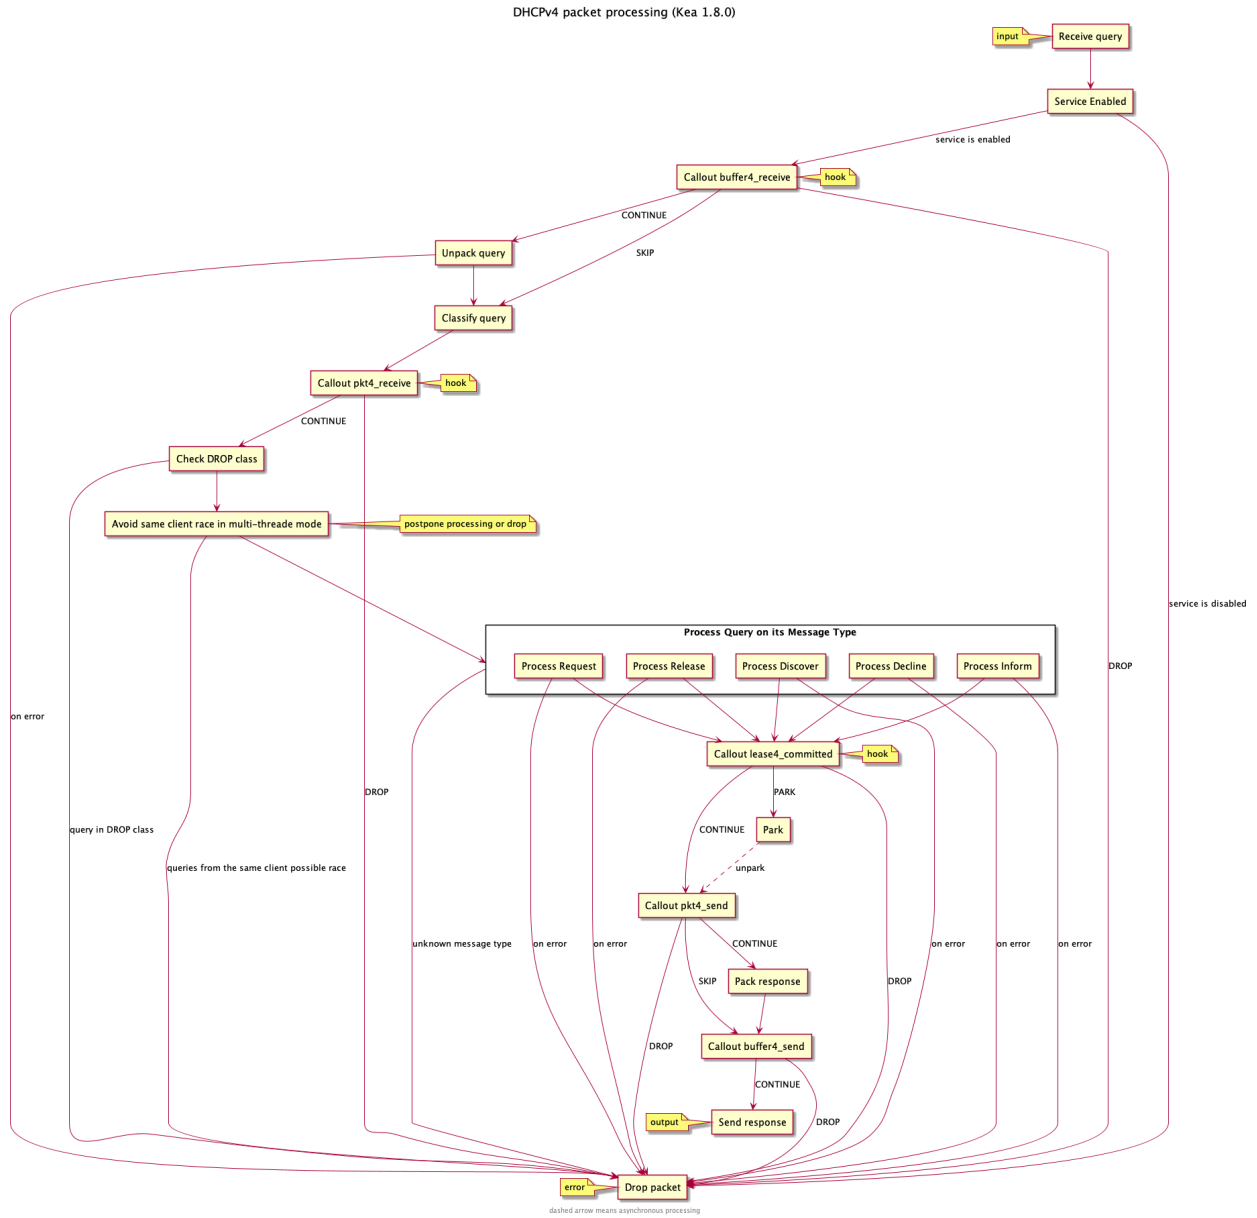 DHCPv4 packet processing (Kea 1.8.0)
input
Receive query
Service Enabled
service is enabled
Callout buffer4_receive
hook
CONTINUE
Unpack query
SKIP
Classify query
Callout pkt4_receive
hook
CONTINUE
Check DROP class
Avoid same client race in multi-threade mode
postpone processing or drop
service is disabled
Process Query on its Message Type
Process Request
Process Release
Process Discover
Process Decline
Process Inform
DROP
on error
Callout lease4_committed
hook
DROP
PARK
query in DROP class
CONTINUE
Park
queries from the same client possible race
unpark
Callout pkt4_send
unknown message type
on error
on error
CONTINUE
on error
on error
on error
SKIP
Pack response
DROP
DROP
Callout buffer4_send
CONTINUE
output
Send response
DROP
error
Drop packet
dashed arrow means asynchronous processing